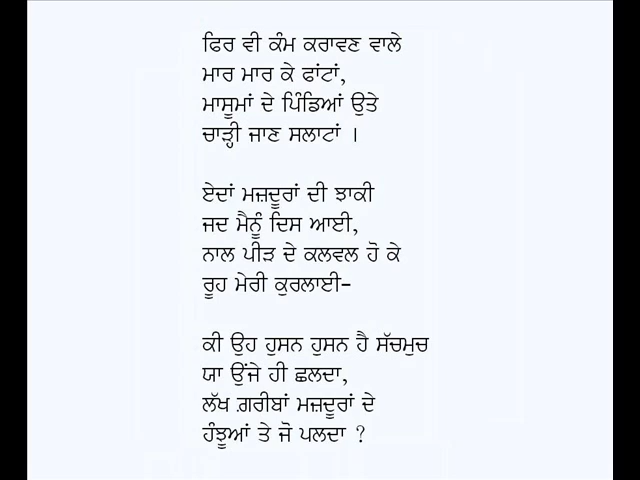 ਫਿਰ ਵੀ ਕੰਮ ਕਰਾਵਣ ਵਾਲੇ
ਮਾਰ ਮਾਰ ਕੇ ਫਾਂਟਾਂ,
ਮਾਸੂਮਾਂ ਦੇ ਪਿੰਡਿਆਂ ਉਤੇ
ਚਾੜ੍ਹੀ ਜਾਣ ਸਲਾਟਾਂ ।
ਏਦਾਂ ਮਜ਼ਦੂਰਾਂ ਦੀ ਝਾਕੀ
ਜਦ ਮੈਨੂੰ ਦਿਸ ਆਈ,
ਨਾਲ ਪੀੜ ਦੇ ਕਲਵਲ ਹੋ ਕੇ
ਰੂਹ ਮੇਰੀ ਕੁਰਲਾਈ-
ਕੀ ਉਹ ਹੁਸਨ ਹੁਸਨ ਹੈ ਸੱਚਮੁਚ
ਯਾ ਉਂਜੇ ਹੀ ਛਲਦਾ,
ਲੱਖ ਗ਼ਰੀਬਾਂ ਮਜ਼ਦੂਰਾਂ ਦੇ
ਹੰਝੂਆਂ ਤੇ ਜੋ ਪਲਦਾ ?